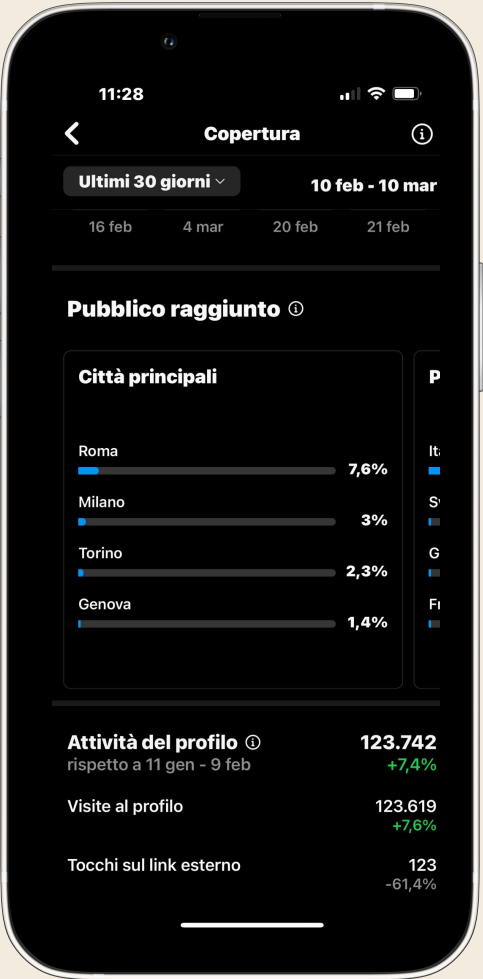 11:28
Copertura
Ultimi 30 giorni
10 feb - 10 mar
16 feb 4 mar 20 feb 21 feb
Pubblico raggiunto
Città principali
P
Roma
7,6%
Milano
3%
Torino
2,3%
Genova
1,4%
Attività del profilo 123.742
rispetto a 11 gen - 9 feb +7,4%
Visite al profilo 123.619
+7,6%
Tocchi sul link esterno 123
-61,4%